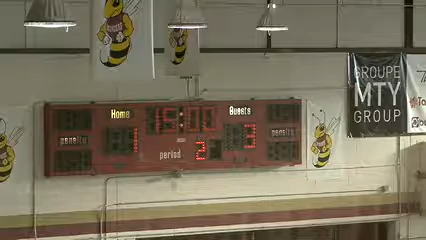 Home 15:00 Guests
penalty 1 3 penalty
period 2
GROUPE
MTY
GROUP